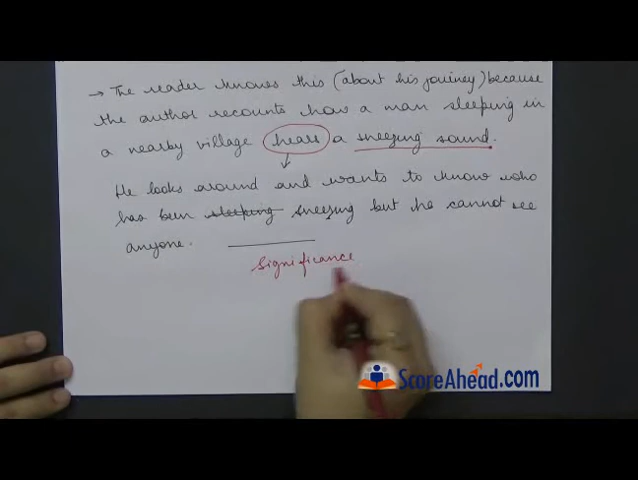 → The reader knows this (about his journey) because
the author recounts how a man sleeping in
a nearby village hears a sneezing sound.
He looks around and wants to know who
has been sleeping sneezing but he cannot see
anyone.
Significance
ScoreAhead.com